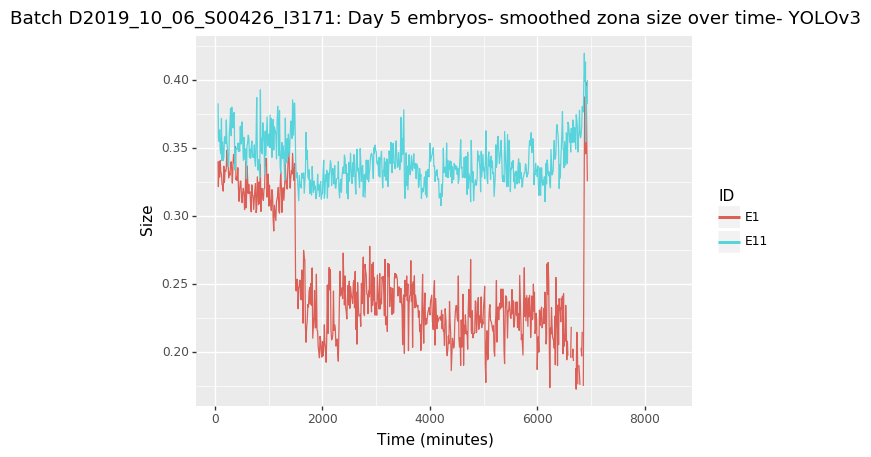 Batch D2019_10_06_S00426_I3171: Day 5 embryos- smoothed zona size over time- YOLOv3
0.40
0.35
0.30
0.25
0.20
Size
0
2000
4000
6000
8000
Time (minutes)
ID
E1
E11